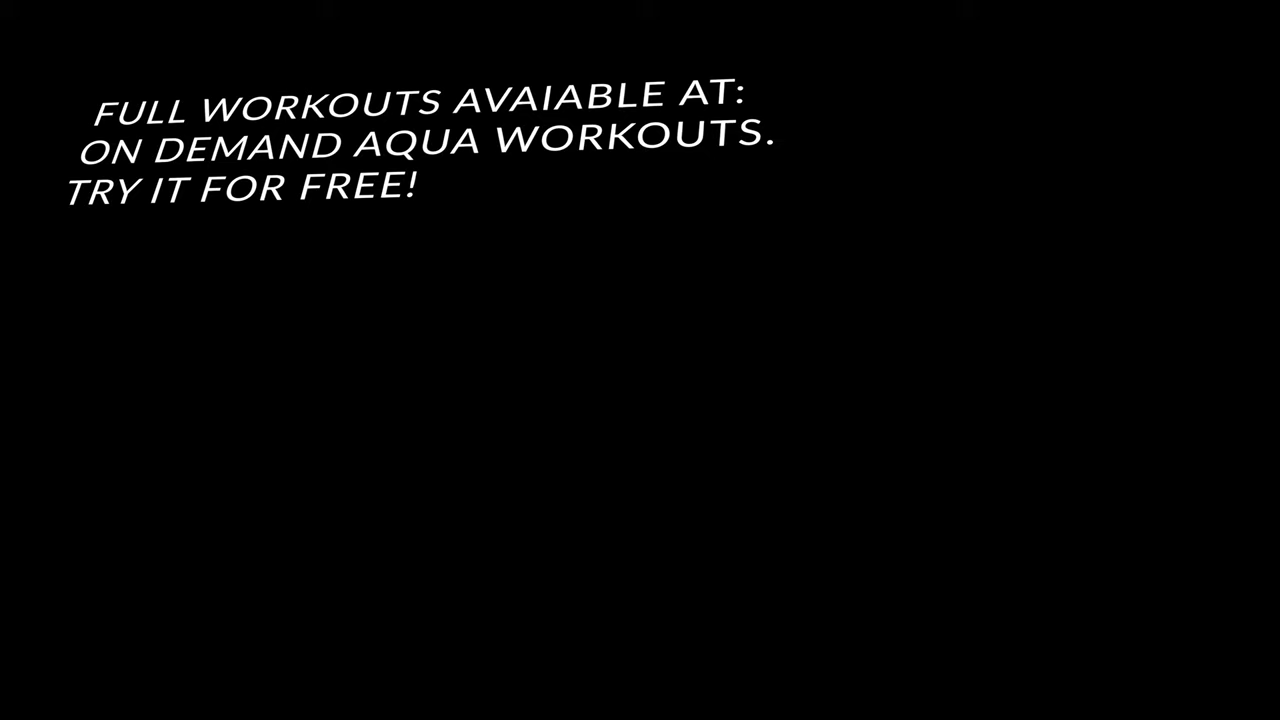 FULL WORKOUTS AVAIABLE AT:
ON DEMAND AQUA WORKOUTS.
TRY IT FOR FREE!